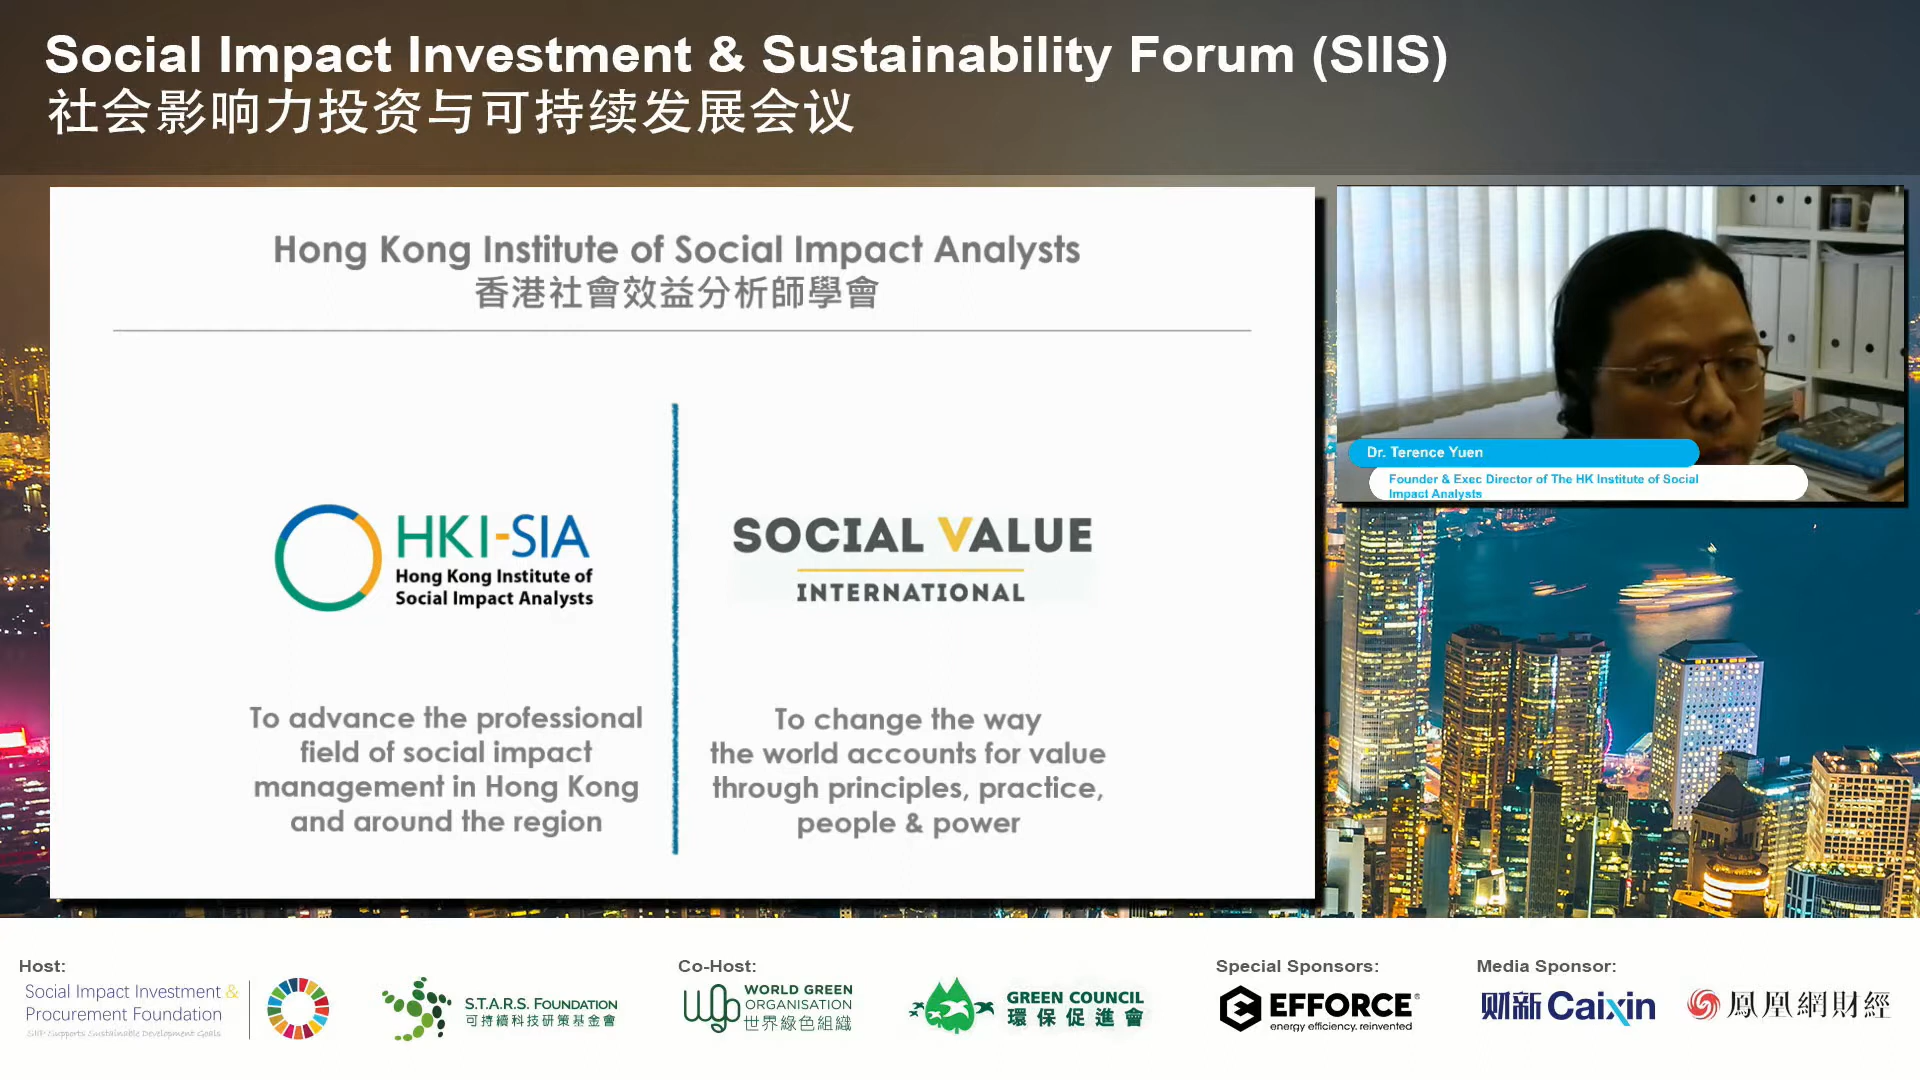 Social Impact Investment & Sustainability Forum (SIIS)
社会影响力投资与可持续发展会议
Hong Kong Institute of Social Impact Analysts
香港社會效益分析師學會
HKI-SIA
Hong Kong Institute of
Social Impact Analysts
To advance the professional
field of social impact
management in Hong Kong
and around the region
SOCIAL VALUE
INTERNATIONAL
To change the way
the world accounts for value
through principles, practice,
people & power
Dr. Terence Yuen
Founder & Exec Director of The HK Institute of Social
Impact Analysts
Host:
Social Impact Investment &
Procurement Foundation
SIIP Supports Sustainable Development Goals
S.T.A.R.S. FOUNDATION
可持續科技研策基金會
Co-Host:
WORLD GREEN
ORGANISATION
世界綠色組織
GREEN COUNCIL
環保促進會
Special Sponsors:
EFFORCE®
energy efficiency. reinvented
Media Sponsor:
财新 Caixin
鳳凰網財經